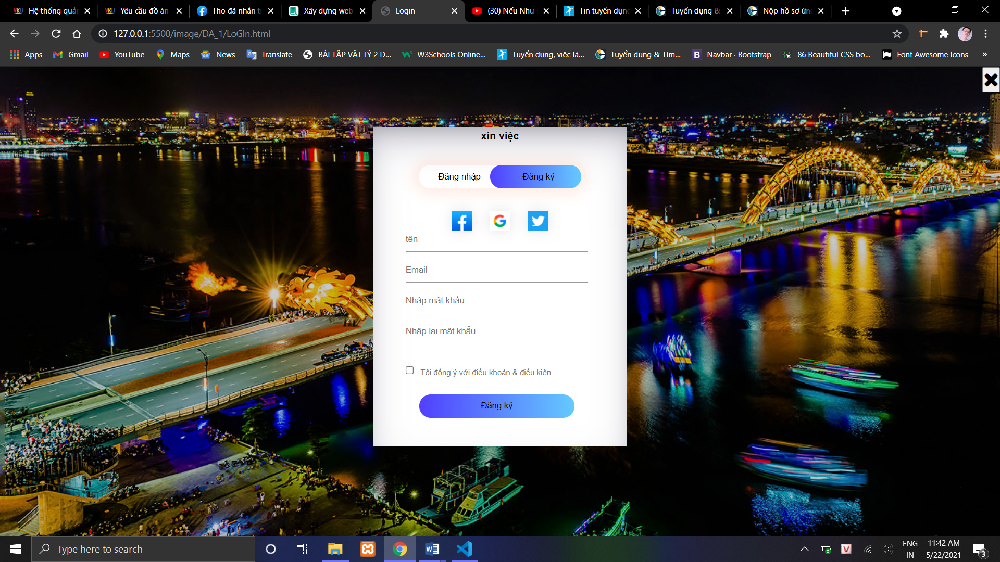 Hệ thống quản
Yêu cầu đồ án
Tho đã nhắn ti
Xây dựng web
Login
(30) Nếu Như
Tin tuyển dụng
Tuyển dụng &
Nộp hồ sơ ứng
127.0.0.1:5500/image/DA_1/LoGIn.html
Apps
Gmail
YouTube
Maps
News
Translate
BÀI TẬP VẬT LÝ 2 D...
W3Schools Online...
Tuyển dụng, việc là...
Tuyển dụng & Tìm...
Navbar · Bootstrap
86 Beautiful CSS bo...
Font Awesome Icons
»
xin việc
Đăng nhập
Đăng ký
tên
Email
Nhập mật khẩu
Nhập lại mật khẩu
Tôi đồng ý với điều khoản & điều kiện
Đăng ký
Type here to search
ENG
IN
11:42 AM
5/22/2021
3